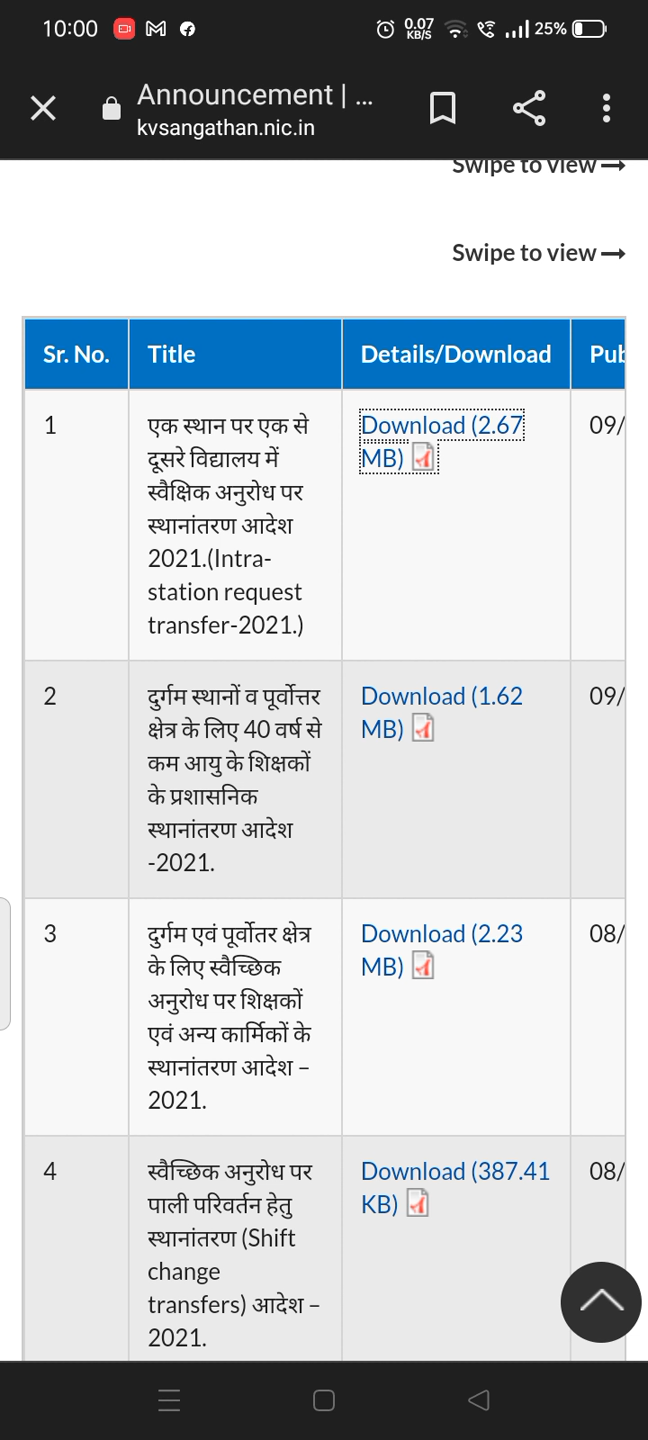 10:00
0.07
KB/S
25%
Announcement | ...
kvsangathan.nic.in
Swipe to view
Swipe to view
Sr. No.
Title
Details/Download
Pub
1
एक स्थान पर एक से
दूसरे विद्यालय में
स्वैक्षिक अनुरोध पर
स्थानांतरण आदेश
2021.(Intra-
station request
transfer-2021.)
Download (2.67
MB)
09/
2
दुर्गम स्थानों व पूर्वोत्तर
क्षेत्र के लिए 40 वर्ष से
कम आयु के शिक्षकों
के प्रशासनिक
स्थानांतरण आदेश
-2021.
Download (1.62
MB)
09/
3
दुर्गम एवं पूर्वोतर क्षेत्र
के लिए स्वैच्छिक
अनुरोध पर शिक्षकों
एवं अन्य कार्मिकों के
स्थानांतरण आदेश –
2021.
Download (2.23
MB)
08/
4
स्वैच्छिक अनुरोध पर
पाली परिवर्तन हेतु
स्थानांतरण (Shift
change
transfers) आदेश –
2021.
Download (387.41
KB)
08/